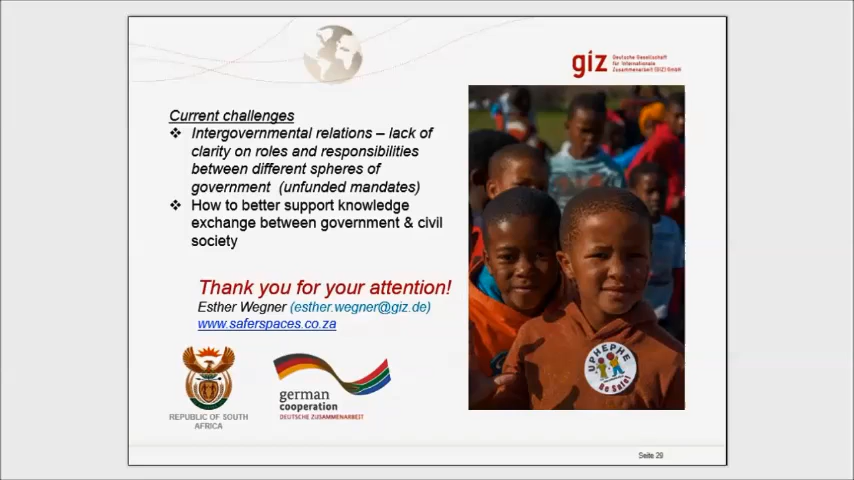 giz
Deutsche Gesellschaft
für Internationale
Zusammenarbeit (GIZ) GmbH
Current challenges
❖ Intergovernmental relations – lack of
clarity on roles and responsibilities
between different spheres of
government (unfunded mandates)
❖ How to better support knowledge
exchange between government & civil
society
Thank you for your attention!
Esther Wegner (esther.wegner@giz.de)
www.saferspaces.co.za
REPUBLIC OF SOUTH
AFRICA
german
cooperation
DEUTSCHE ZUSAMMENARBEIT
UPHEPHE
Be Safe!
Seite 29